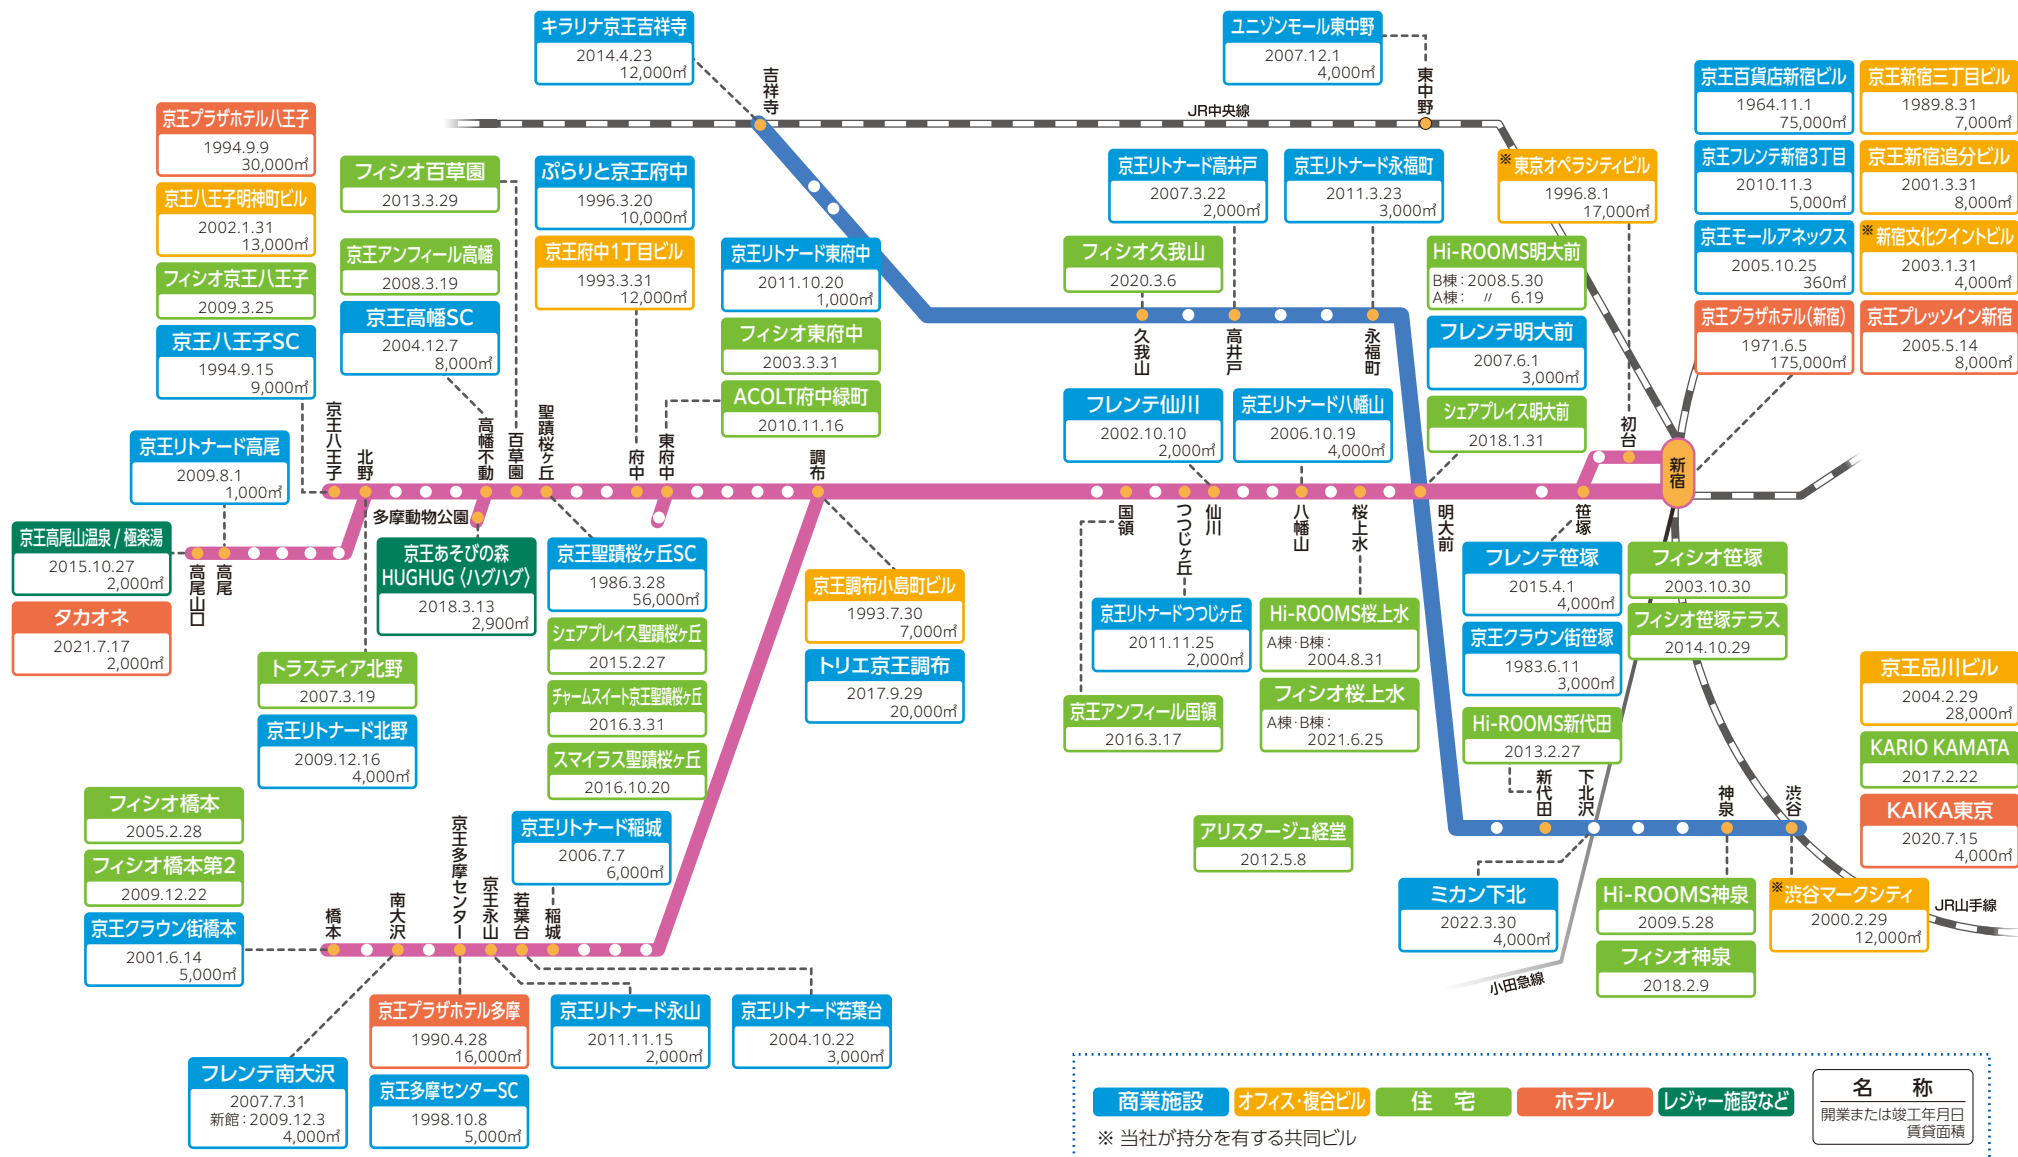 キラリナ京王吉祥寺
2014.4.23
12,000㎡
吉祥寺
ユニゾンモール東中野
2007.12.1
4,000㎡
東中野
JR中央線
京王百貨店新宿ビル
1964.11.1
75,000㎡
京王新宿三丁目ビル
1989.8.31
7,000㎡
京王フレンテ新宿3丁目
2010.11.3
5,000㎡
京王新宿追分ビル
2001.3.31
8,000㎡
京王モールアネックス
2005.10.25
360㎡
※新宿文化クイントビル
2003.1.31
4,000㎡
京王プラザホテル(新宿)
1971.6.5
175,000㎡
京王プレッソイン新宿
2005.5.14
8,000㎡
京王プラザホテル八王子
1994.9.9
30,000㎡
京王八王子明神町ビル
2002.1.31
13,000㎡
フィシオ京王八王子
2009.3.25
京王八王子SC
1994.9.15
9,000㎡
フィシオ百草園
2013.3.29
京王アンフィール高幡
2008.3.19
京王高幡SC
2004.12.7
8,000㎡
ぷらりと京王府中
1996.3.20
10,000㎡
京王府中1丁目ビル
1993.3.31
12,000㎡
京王リトナード東府中
2011.10.20
1,000㎡
フィシオ東府中
2003.3.31
ACOLT府中緑町
2010.11.16
京王リトナード高井戸
2007.3.22
2,000㎡
京王リトナード永福町
2011.3.23
3,000㎡
※東京オペラシティビル
1996.8.1
17,000㎡
フィシオ久我山
2020.3.6
Hi-ROOMS明大前
B棟：2008.5.30
A棟：　〃　6.19
フレンテ明大前
2007.6.1
3,000㎡
シェアプレイス明大前
2018.1.31
久我山
高井戸
永福町
フレンテ仙川
2002.10.10
2,000㎡
京王リトナード八幡山
2006.10.19
4,000㎡
初台
新宿
京王リトナード高尾
2009.8.1
1,000㎡
京王八王子
北野
高幡不動
百草園
聖蹟桜ヶ丘
府中
東府中
調布
多摩動物公園
国領
つつじヶ丘
仙川
八幡山
桜上水
明大前
笹塚
京王高尾山温泉 / 極楽湯
2015.10.27
2,000㎡
タカオネ
2021.7.17
2,000㎡
高尾山口
高尾
京王あそびの森
HUGHUG〈ハグハグ〉
2018.3.13
2,900㎡
京王聖蹟桜ヶ丘SC
1986.3.28
56,000㎡
シェアプレイス聖蹟桜ヶ丘
2015.2.27
チャームスイート京王聖蹟桜ヶ丘
2016.3.31
スマイラス聖蹟桜ヶ丘
2016.10.20
京王調布小島町ビル
1993.7.30
7,000㎡
トリエ京王調布
2017.9.29
20,000㎡
トラスティア北野
2007.3.19
京王リトナード北野
2009.12.16
4,000㎡
京王アンフィール国領
2016.3.17
京王リトナードつつじヶ丘
2011.11.25
2,000㎡
Hi-ROOMS桜上水
A棟･B棟：
2004.8.31
フィシオ桜上水
A棟･B棟：
2021.6.25
フレンテ笹塚
2015.4.1
4,000㎡
京王クラウン街笹塚
1983.6.11
3,000㎡
フィシオ笹塚
2003.10.30
フィシオ笹塚テラス
2014.10.29
Hi-ROOMS新代田
2013.2.27
京王品川ビル
2004.2.29
28,000㎡
KARIO KAMATA
2017.2.22
KAIKA東京
2020.7.15
4,000㎡
新代田
下北沢
神泉
渋谷
フィシオ橋本
2005.2.28
フィシオ橋本第2
2009.12.22
京王クラウン街橋本
2001.6.14
5,000㎡
橋本
南大沢
京王多摩センター
京王永山
若葉台
稲城
京王リトナード稲城
2006.7.7
6,000㎡
アリスタージュ経堂
2012.5.8
ミカン下北
2022.3.30
4,000㎡
Hi-ROOMS神泉
2009.5.28
フィシオ神泉
2018.2.9
※渋谷マークシティ
2000.2.29
12,000㎡
JR山手線
小田急線
フレンテ南大沢
2007.7.31
新館：2009.12.3
4,000㎡
京王プラザホテル多摩
1990.4.28
16,000㎡
京王多摩センターSC
1998.10.8
5,000㎡
京王リトナード永山
2011.11.15
2,000㎡
京王リトナード若葉台
2004.10.22
3,000㎡
商業施設
オフィス･複合ビル
住　宅
ホテル
レジャー施設など
※ 当社が持分を有する共同ビル
名　称
開業または竣工年月日
賃貸面積